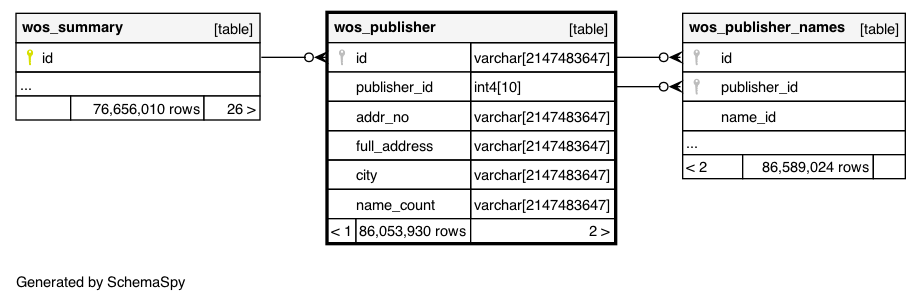 wos_summary [table]
id
...
76,656,010 rows 26 >
wos_publisher [table]
id varchar[2147483647]
publisher_id int4[10]
addr_no varchar[2147483647]
full_address varchar[2147483647]
city varchar[2147483647]
name_count varchar[2147483647]
< 1 86,053,930 rows 2 >
wos_publisher_names [table]
id
publisher_id
name_id
...
< 2 86,589,024 rows
Generated by SchemaSpy